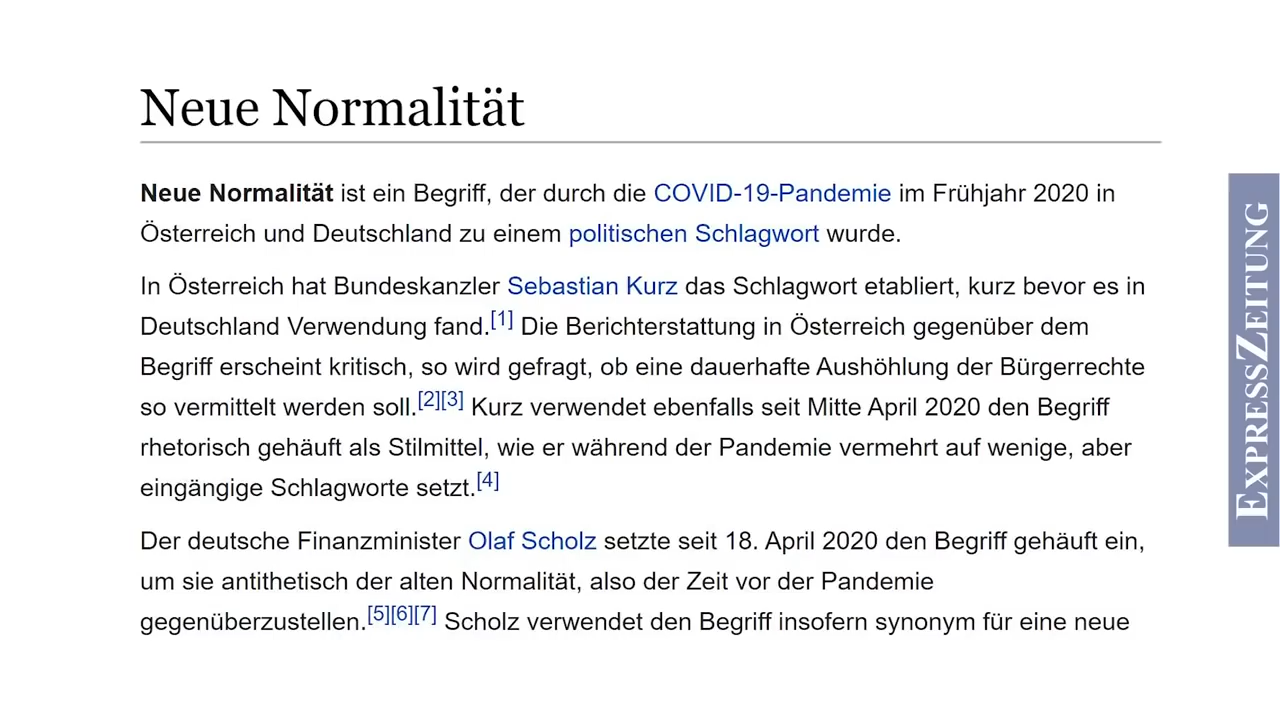 Neue Normalität
Neue Normalität ist ein Begriff, der durch die COVID-19-Pandemie im Frühjahr 2020 in
Österreich und Deutschland zu einem politischen Schlagwort wurde.
In Österreich hat Bundeskanzler Sebastian Kurz das Schlagwort etabliert, kurz bevor es in
Deutschland Verwendung fand.[1] Die Berichterstattung in Österreich gegenüber dem
Begriff erscheint kritisch, so wird gefragt, ob eine dauerhafte Aushöhlung der Bürgerrechte
so vermittelt werden soll.[2][3] Kurz verwendet ebenfalls seit Mitte April 2020 den Begriff
rhetorisch gehäuft als Stilmittel, wie er während der Pandemie vermehrt auf wenige, aber
eingängige Schlagworte setzt.[4]
Der deutsche Finanzminister Olaf Scholz setzte seit 18. April 2020 den Begriff gehäuft ein,
um sie antithetisch der alten Normalität, also der Zeit vor der Pandemie
gegenüberzustellen.[5][6][7] Scholz verwendet den Begriff insofern synonym für eine neue
EXPRESSZEITUNG